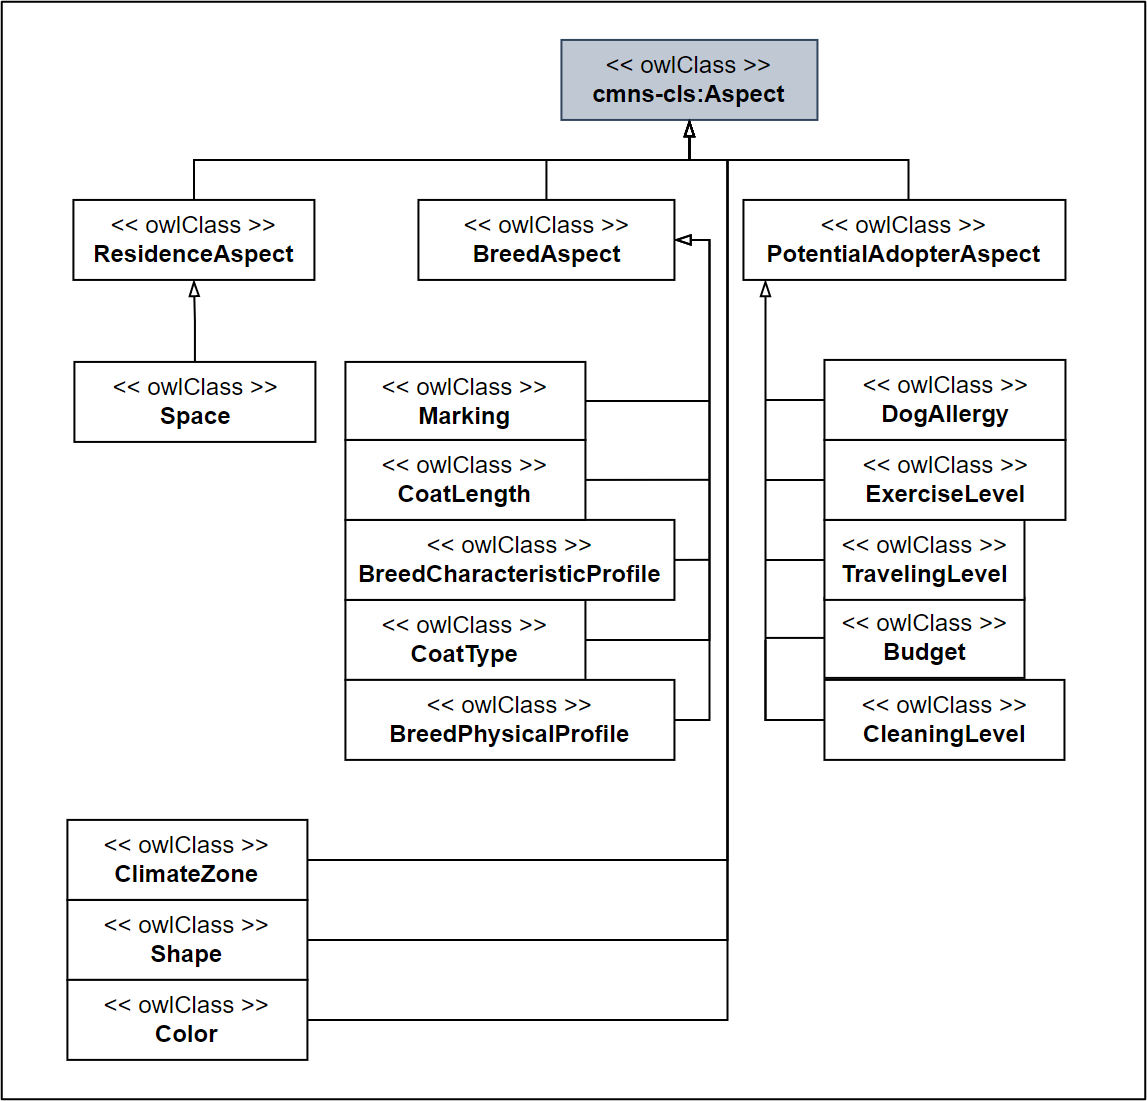 << owlClass >>
cmns-cls:Aspect
<< owlClass >>
ResidenceAspect
<< owlClass >>
BreedAspect
<< owlClass >>
PotentialAdopterAspect
<< owlClass >>
Space
<< owlClass >>
Marking
<< owlClass >>
CoatLength
<< owlClass >>
BreedCharacteristicProfile
<< owlClass >>
CoatType
<< owlClass >>
BreedPhysicalProfile
<< owlClass >>
DogAllergy
<< owlClass >>
ExerciseLevel
<< owlClass >>
TravelingLevel
<< owlClass >>
Budget
<< owlClass >>
CleaningLevel
<< owlClass >>
ClimateZone
<< owlClass >>
Shape
<< owlClass >>
Color